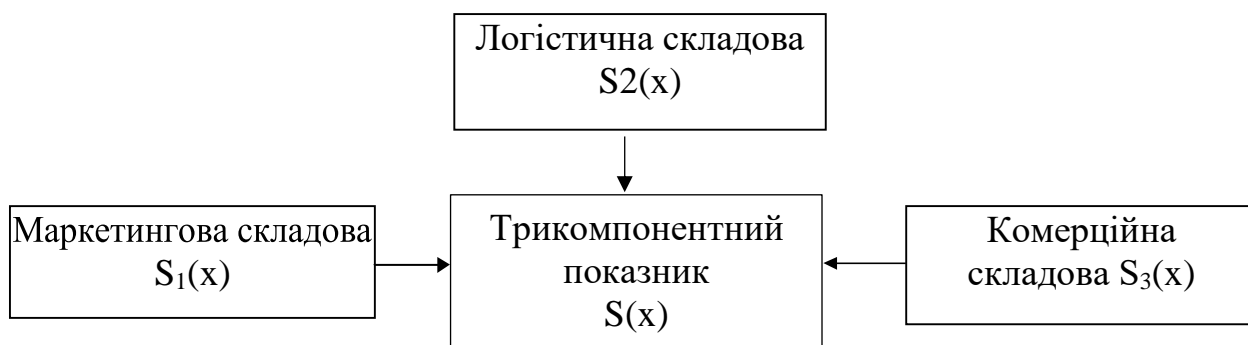 Логістична складова
S2(x)
Маркетингова складова
S₁(x)
Трикомпонентний
показник
S(x)
Комерційна
складова S₃(x)